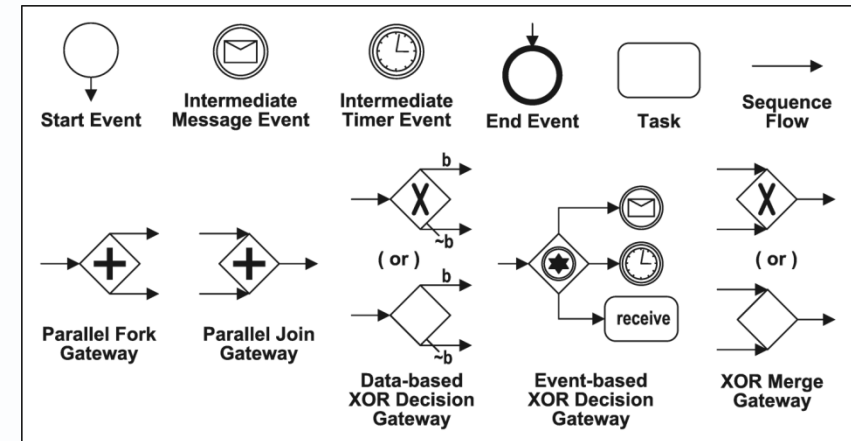 Start Event
Intermediate
Message Event
Intermediate
Timer Event
End Event
Task
Sequence
Flow
Parallel Fork
Gateway
Parallel Join
Gateway
b
X
~b
( or )
b
~b
Data-based
XOR Decision
Gateway
receive
Event-based
XOR Decision
Gateway
X
( or )
XOR Merge
Gateway